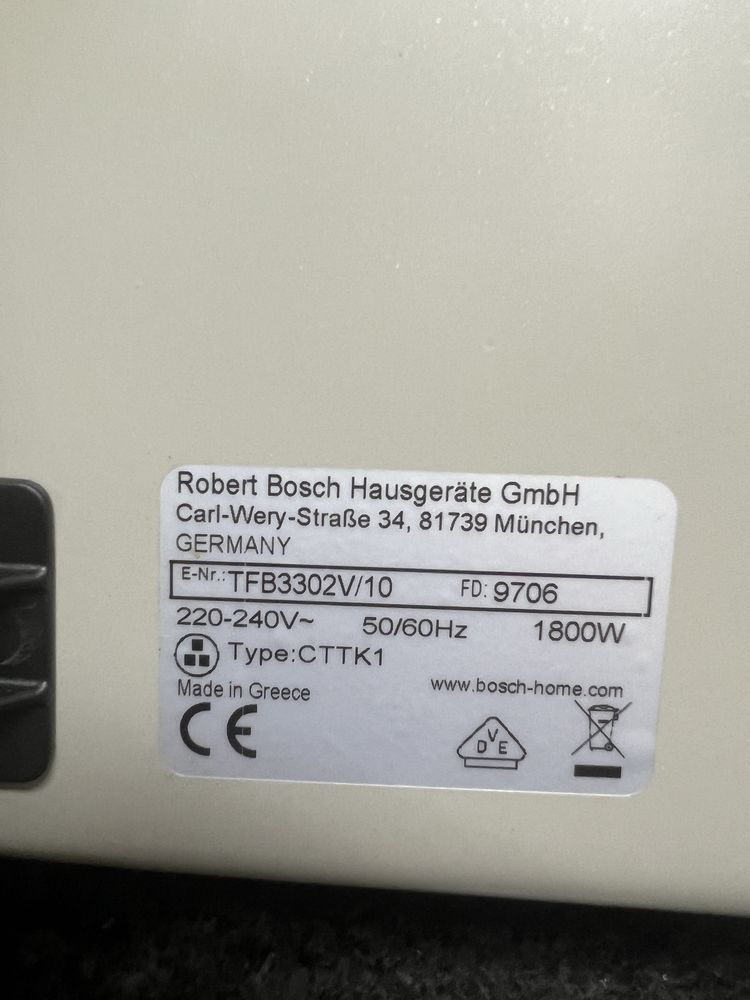 Robert Bosch Hausgeräte GmbH
Carl-Wery-Straße 34, 81739 München,
GERMANY
E-Nr.: TFB3302V/10 FD: 9706
220-240V~ 50/60Hz 1800W
Type:CTTK1
Made in Greece www.bosch-home.com
CE
DVE